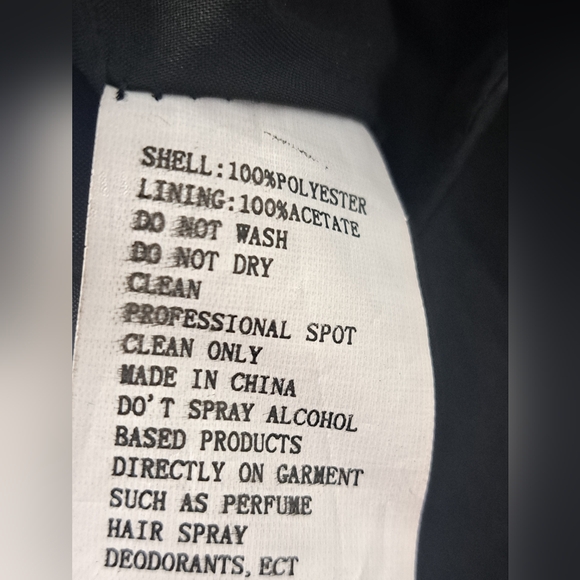 SHELL:100%POLYESTER
LINING:100%ACETATE
DO NOT WASH
DO NOT DRY
CLEAN
PROFESSIONAL SPOT
CLEAN ONLY
MADE IN CHINA
DO'T SPRAY ALCOHOL
BASED PRODUCTS
DIRECTLY ON GARMENT
SUCH AS PERFUME
HAIR SPRAY
DEODORANTS, ECT